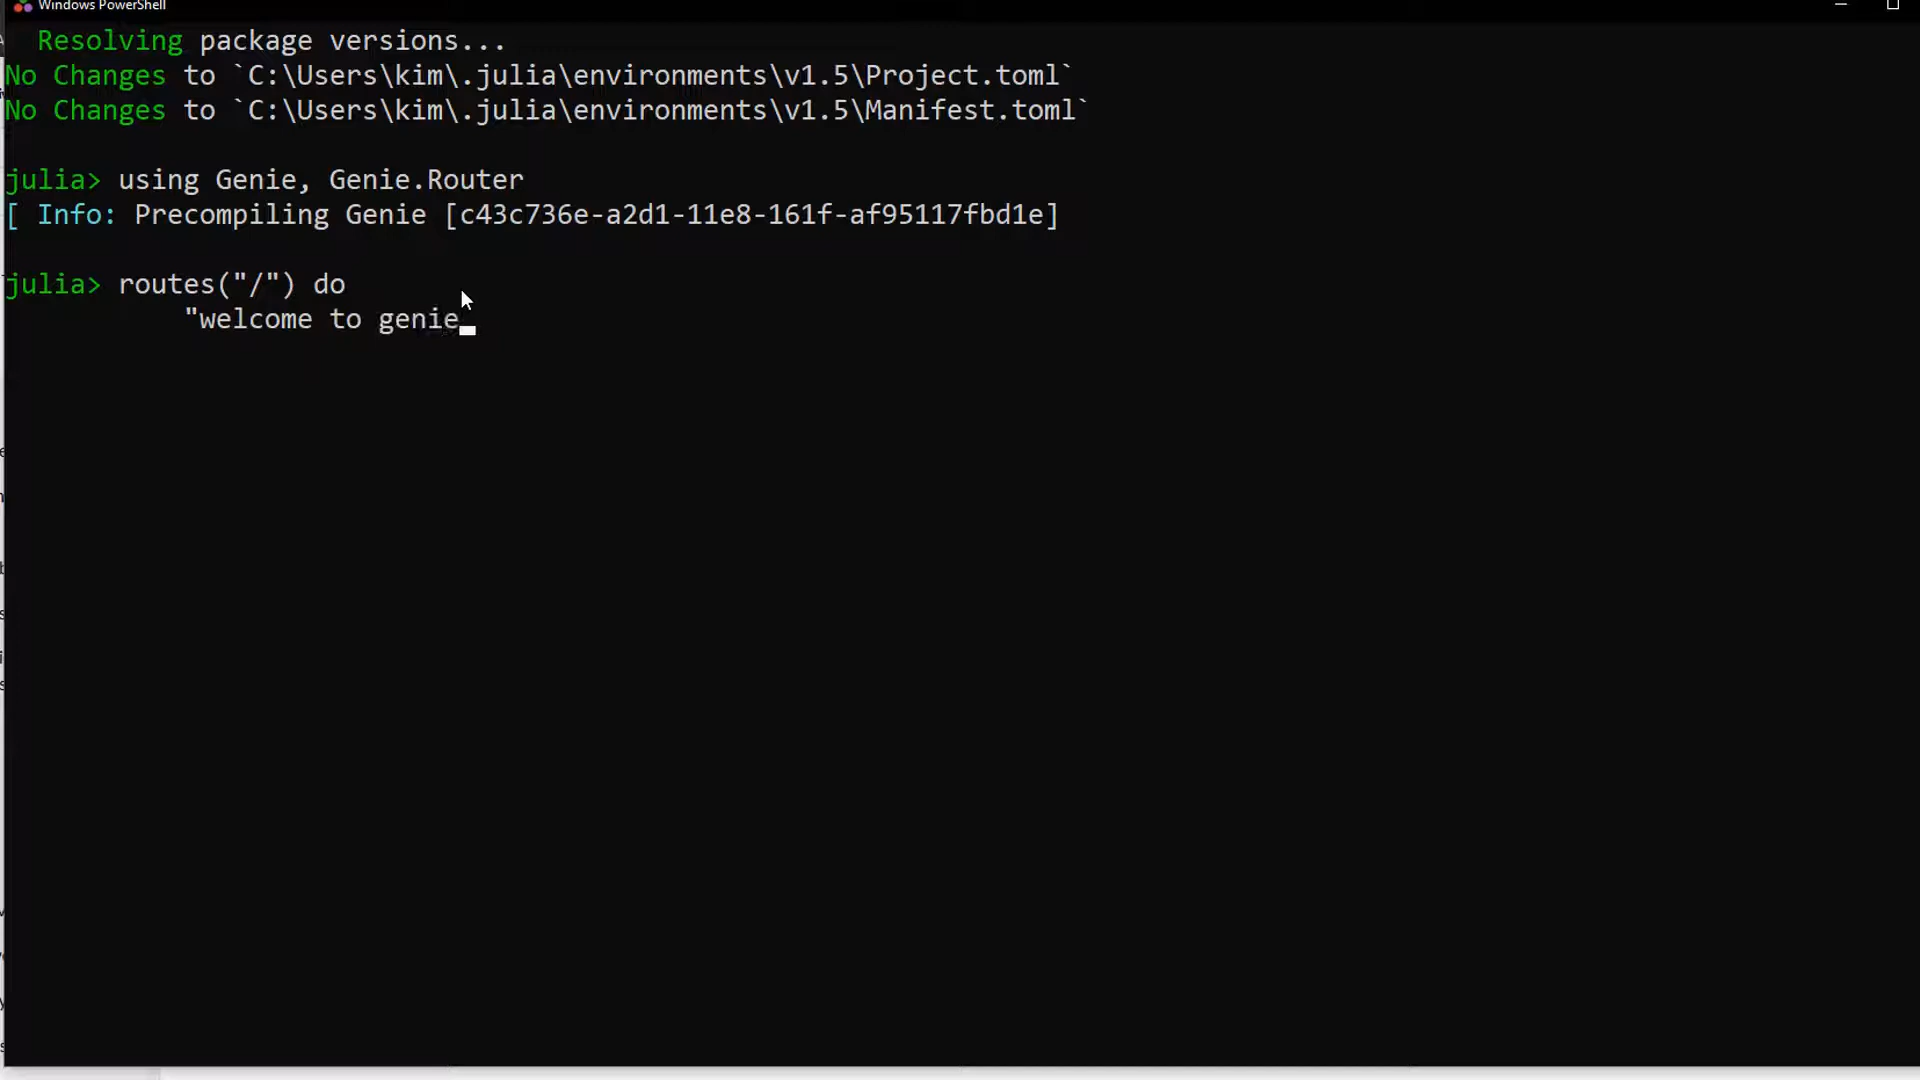 Windows PowerShell
Resolving package versions...
No Changes to `C:\Users\kim\.julia\environments\v1.5\Project.toml`
No Changes to `C:\Users\kim\.julia\environments\v1.5\Manifest.toml`
julia> using Genie, Genie.Router
[ Info: Precompiling Genie [c43c736e-a2d1-11e8-161f-af95117fbd1e]
julia> routes("/") do
"welcome to genie